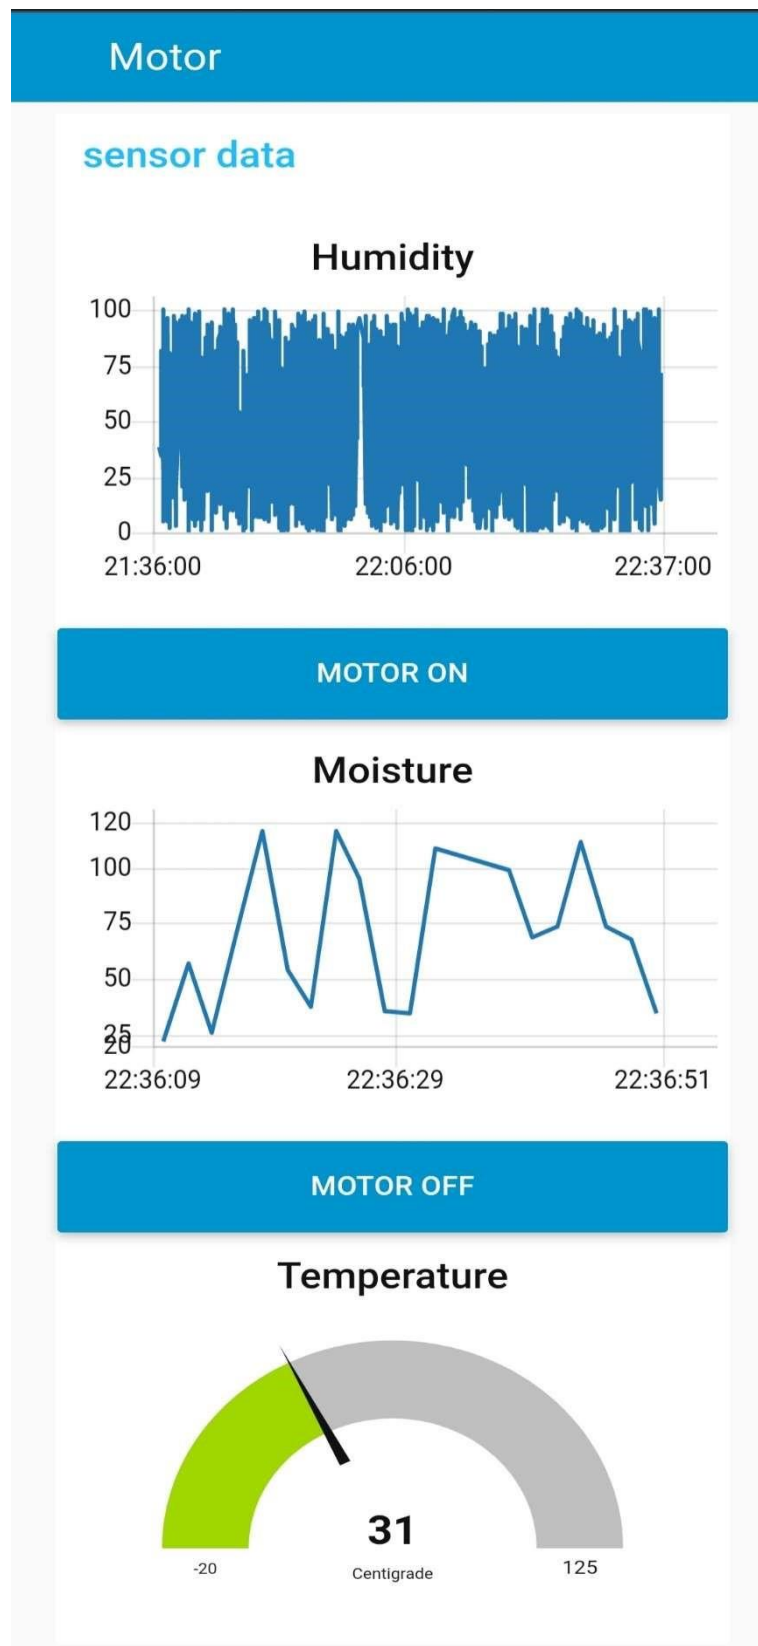 Motor
sensor data
Humidity
100
75
50
25
0
21:36:00 22:06:00 22:37:00
MOTOR ON
Moisture
120
100
75
50
25
20
22:36:09 22:36:29 22:36:51
MOTOR OFF
Temperature
31
-20 Centigrade 125